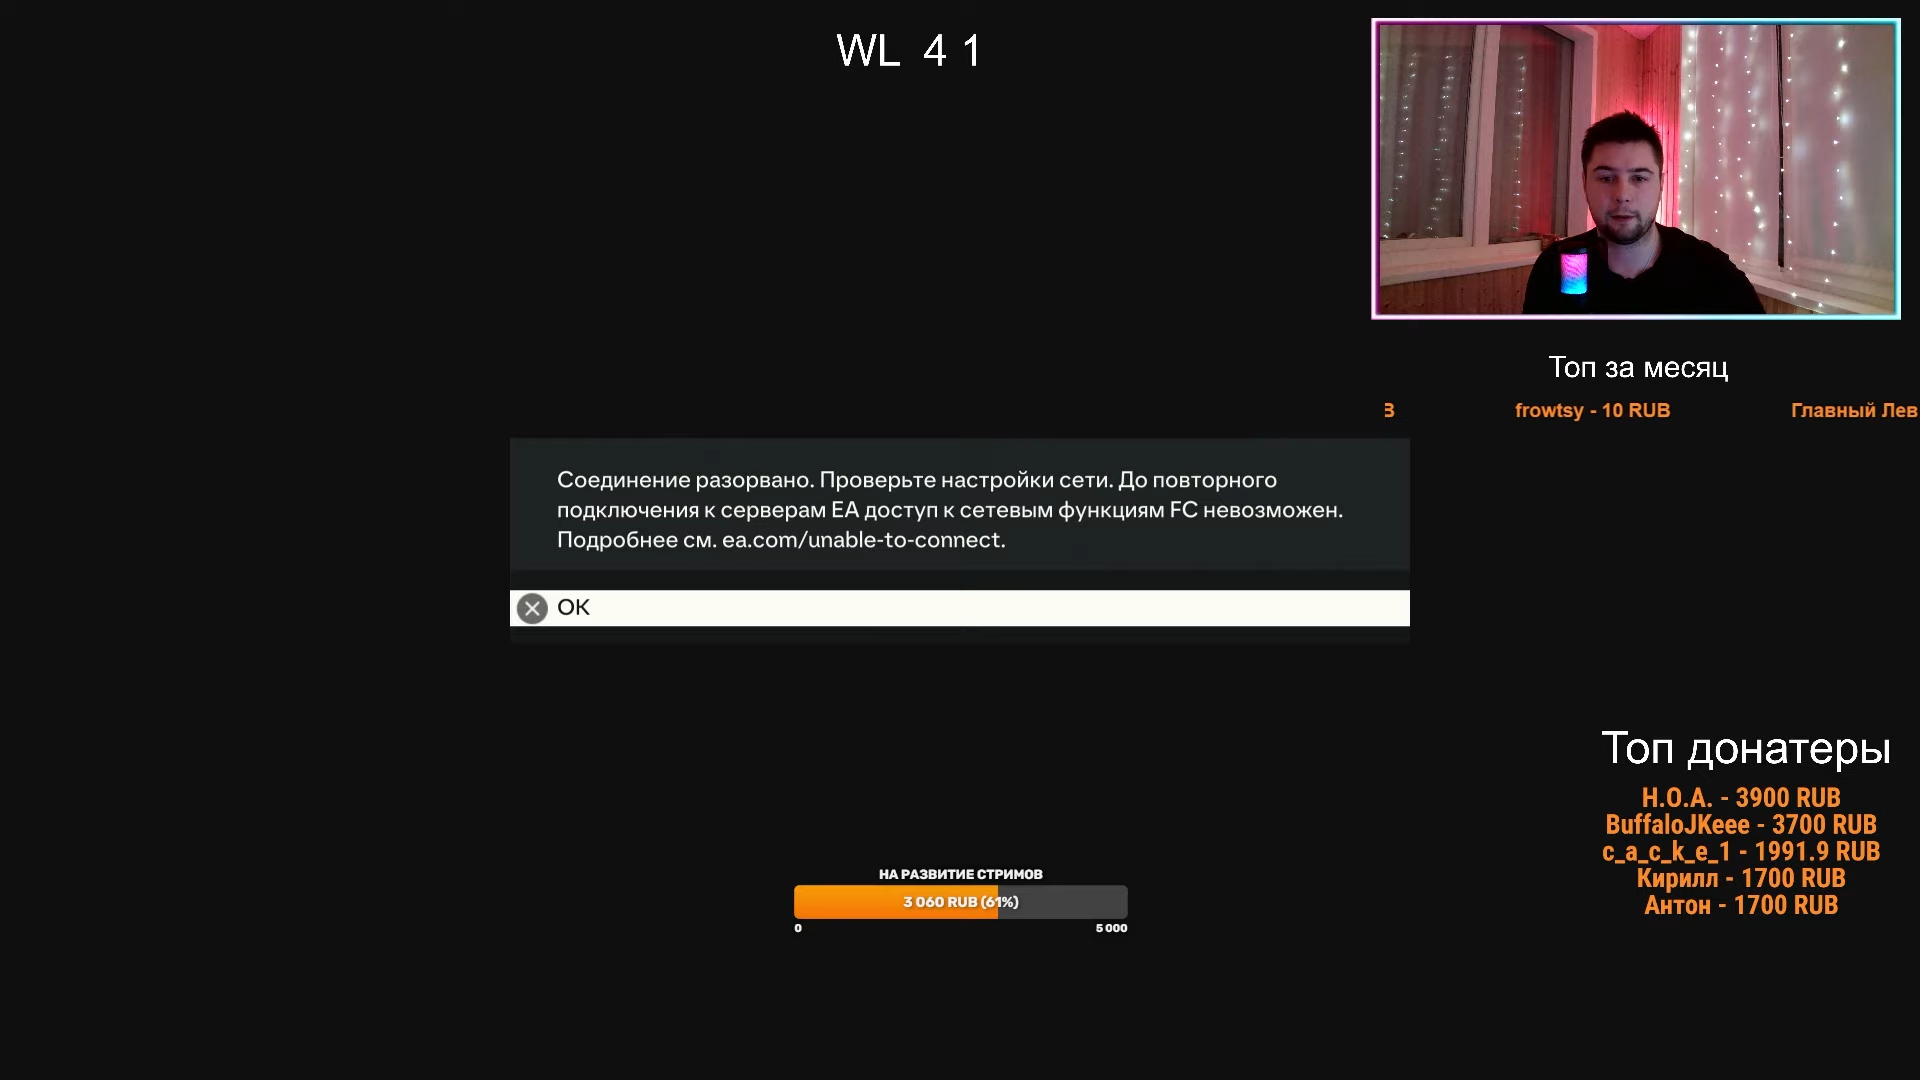 WL 4 1
Топ за месяц
frowtsy - 10 RUB
Главный Лев
Соединение разорвано. Проверьте настройки сети. До повторного
подключения к серверам EA доступ к сетевым функциям FC невозможен.
Подробнее см. ea.com/unable-to-connect.
OK
Топ донатеры
H.O.A. - 3900 RUB
BuffaloJKeee - 3700 RUB
c_a_c_k_e_1 - 1991.9 RUB
Кирилл - 1700 RUB
Антон - 1700 RUB
НА РАЗВИТИЕ СТРИМОВ
3 060 RUB (61%)
0 5 000